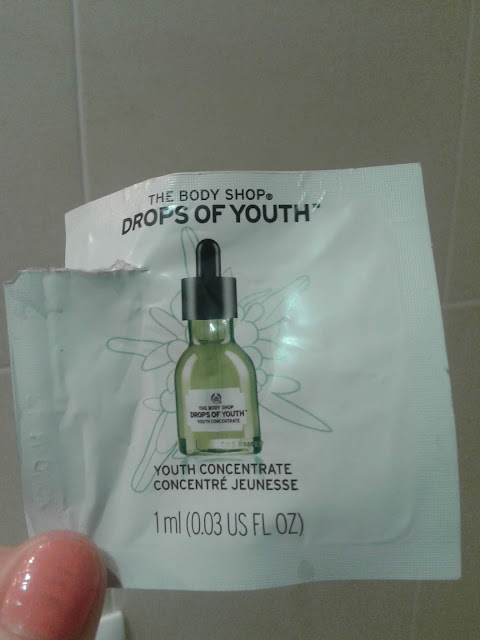 THE BODY SHOP®
DROPS OF YOUTH™
THE BODY SHOP
DROPS OF YOUTH™
YOUTH CONCENTRATE
YOUTH CONCENTRATE
CONCENTRÉ JEUNESSE
1 ml (0.03 US FL OZ)